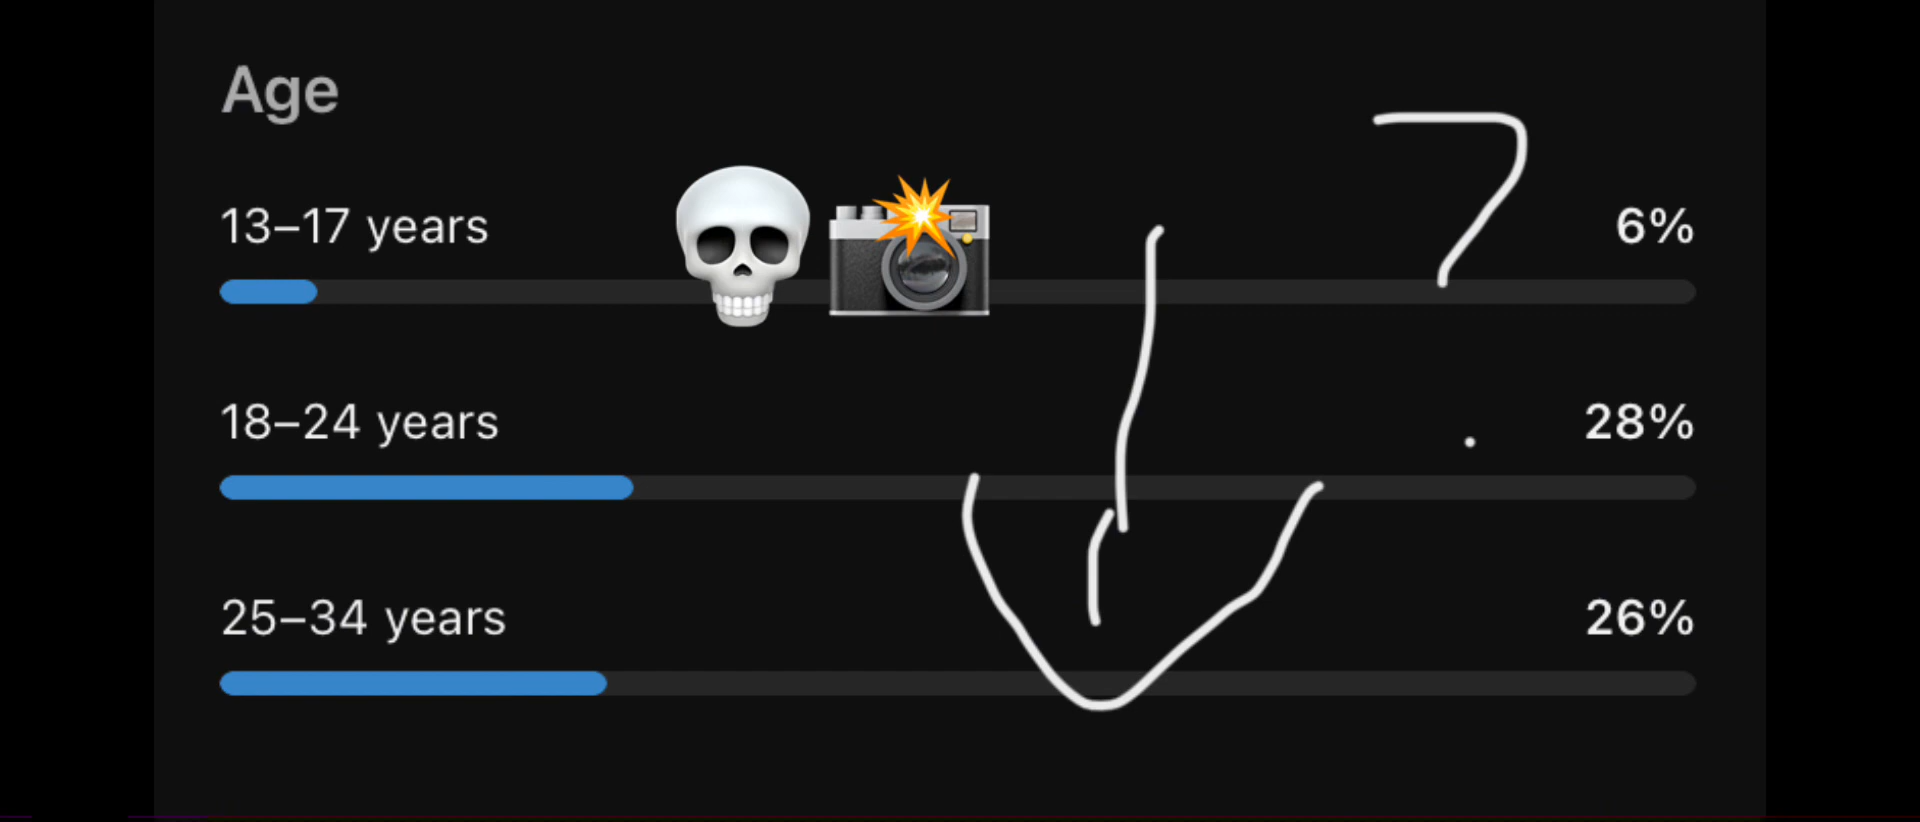 Age
13–17 years 💀📸 6%
18–24 years 28%
25–34 years 26%
?